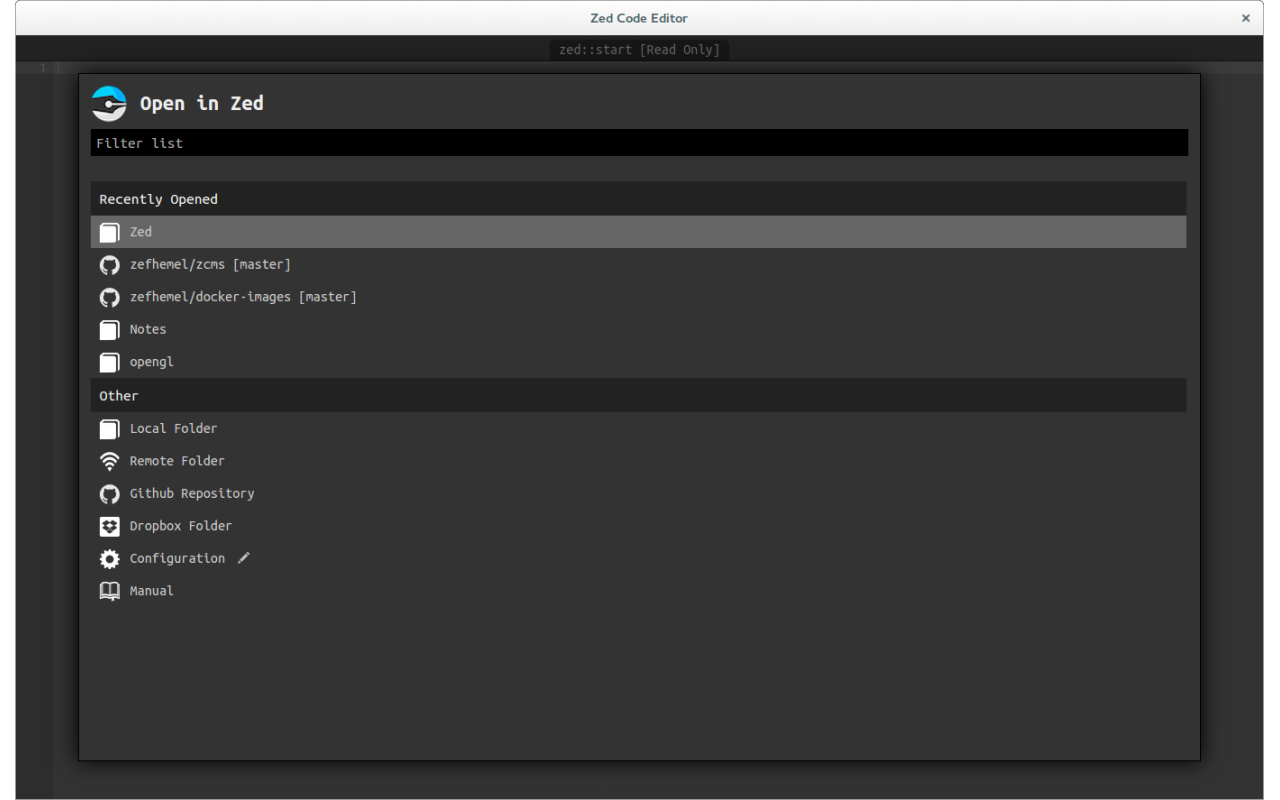 Zed Code Editor
×
zed::start [Read Only]
1
Open in Zed
Filter list
Recently Opened
Zed
zefhemel/zcms [master]
zefhemel/docker-images [master]
Notes
opengl
Other
Local Folder
Remote Folder
Github Repository
Dropbox Folder
Configuration
Manual